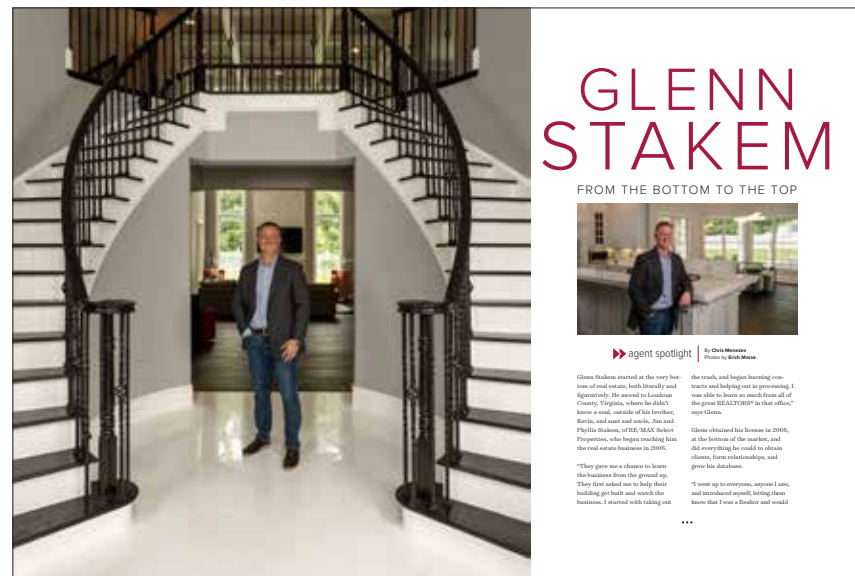 GLENN
STAKEM
FROM THE BOTTOM TO THE TOP
agent spotlight
By Chris Menezes
Photos by Erich Morse
Glenn Stakem started at the very bot-
tom of real estate, both literally and
figuratively. He moved to Loudoun
County, Virginia, where he didn't
know a soul, outside of his brother,
Kevin, and aunt and uncle, Jim and
Phyllis Stakem, of RE/MAX Select
Properties, who began teaching him
the real estate business in 2006.
"They gave me a chance to learn
the business from the ground up.
They first asked me to help their
building get built and watch the
business. I started with taking out
the trash, and began learning con-
tracts and helping out in processing. I
was able to learn so much from all of
the great REALTORS® in that office,"
says Glenn.
Glenn obtained his license in 2008,
at the bottom of the market, and
did everything he could to obtain
clients, form relationships, and
grow his database.
"I went up to everyone, anyone I saw,
and introduced myself, letting them
know that I was a Realtor and would
•••